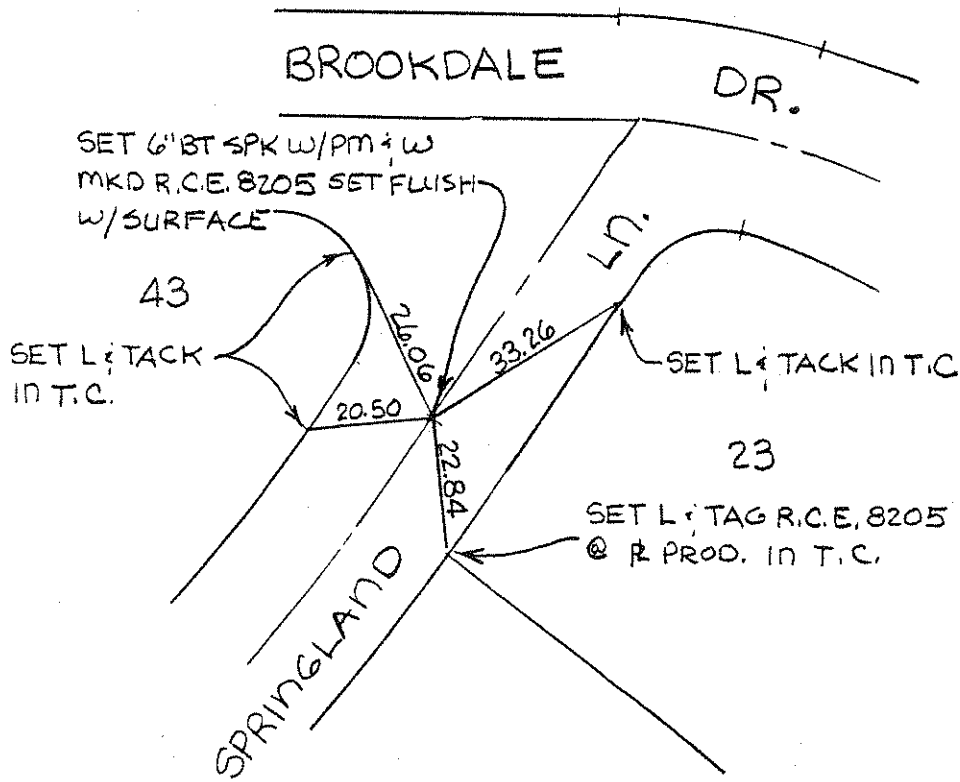 BROOKDALE DR.
SET 6" BT SPK W/PM & W
MKD R.C.E. 8205 SET FLUSH
W/SURFACE
LN.
43
26.06
33.26
SET L & TACK
IN T.C.
SET L & TACK IN T.C
20.50
22.84
23
SET L & TAG R.C.E. 8205
@ ℙL PROD. IN T.C.
SPRINGLAND